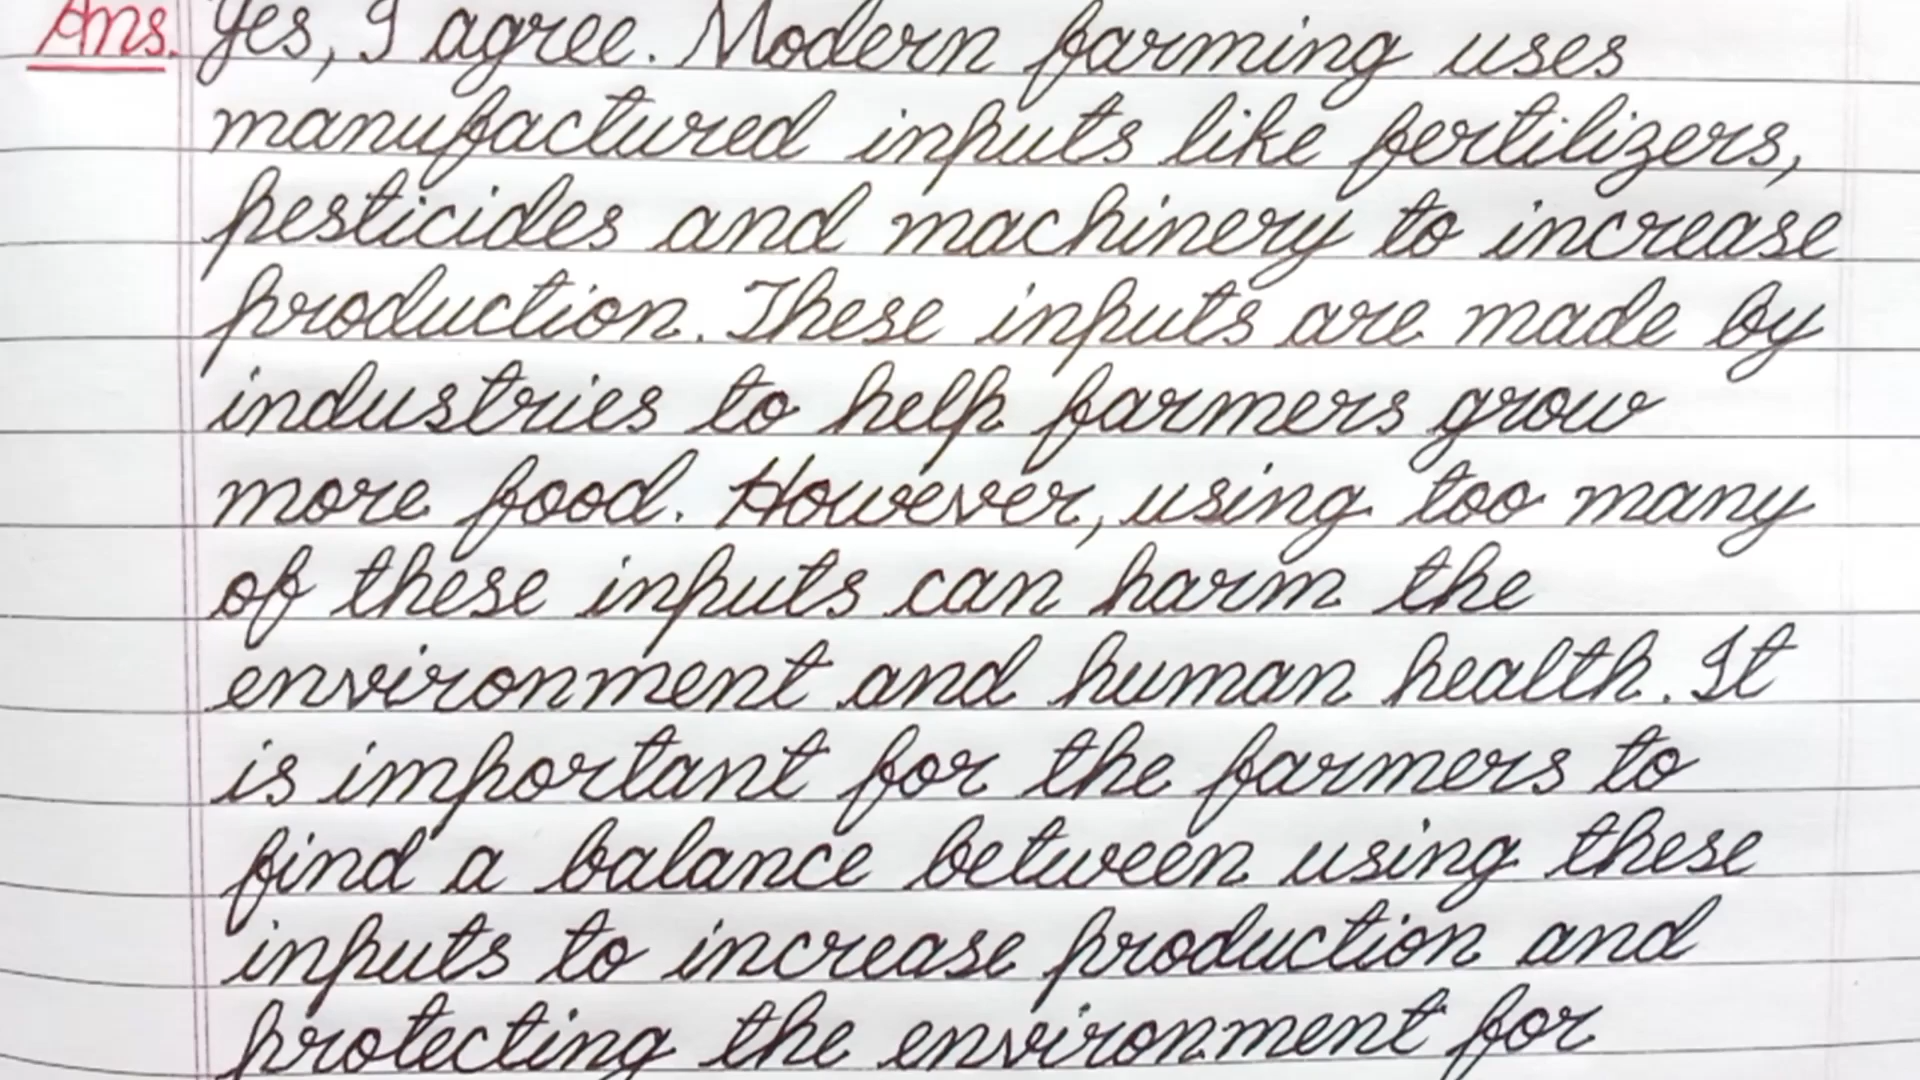 Ans. Yes, I agree. Modern farming uses
manufactured inputs like fertilizers,
pesticides and machinery to increase
production. These inputs are made by
industries to help farmers grow
more food. However, using too many
of these inputs can harm the
environment and human health. It
is important for the farmers to
find a balance between using these
inputs to increase production and
protecting the environment for